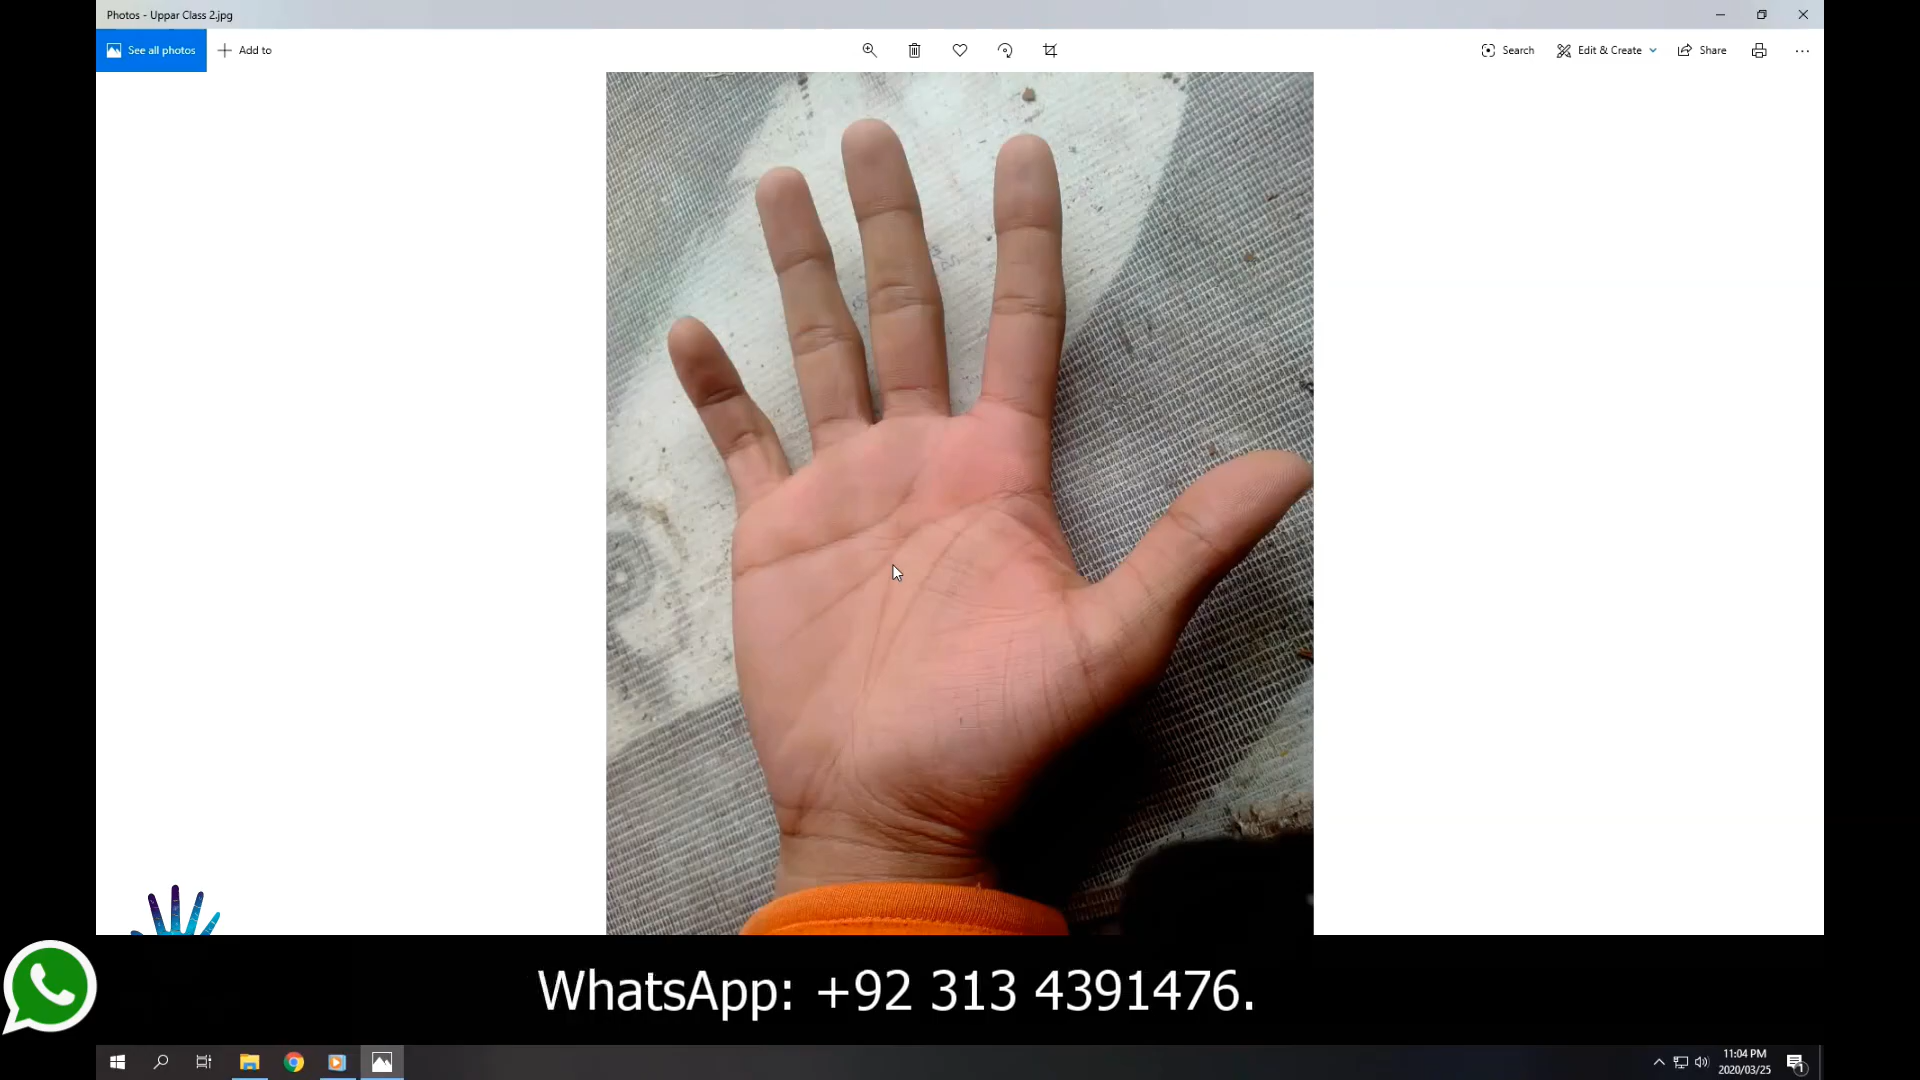 Photos - Uppar Class 2.jpg
See all photos
Add to
Search
Edit & Create
Share
WhatsApp: +92 313 4391476.
11:04 PM
2020/03/25
1